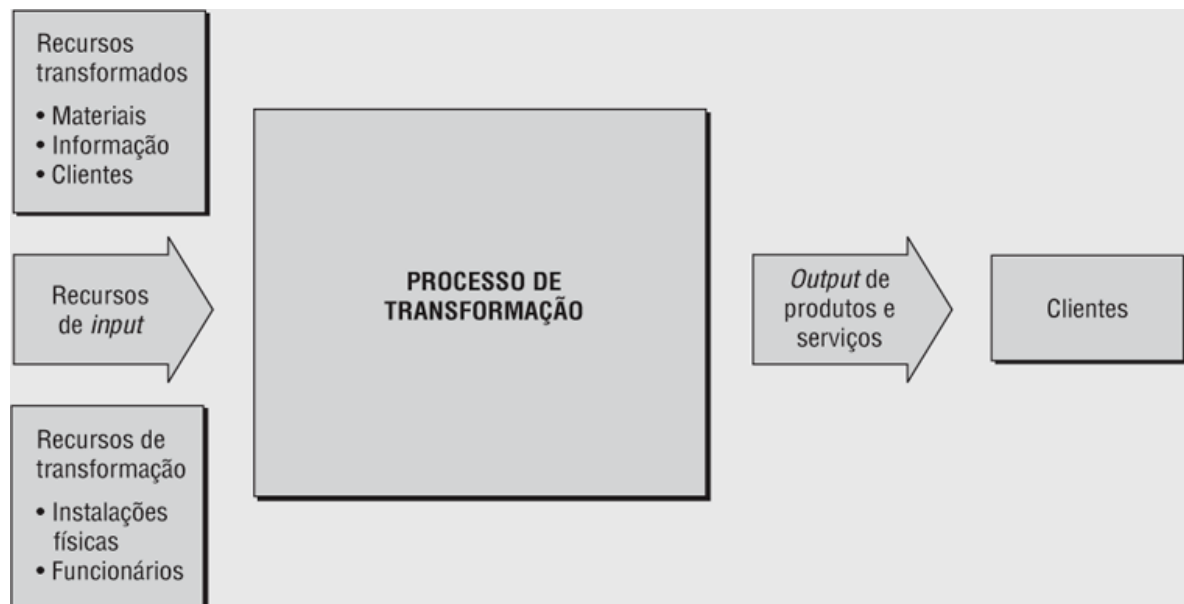 Recursos
transformados
• Materiais
• Informação
• Clientes
Recursos
de input
Recursos de
transformação
• Instalações
físicas
• Funcionários
PROCESSO DE
TRANSFORMAÇÃO
Output de
produtos e
serviços
Clientes